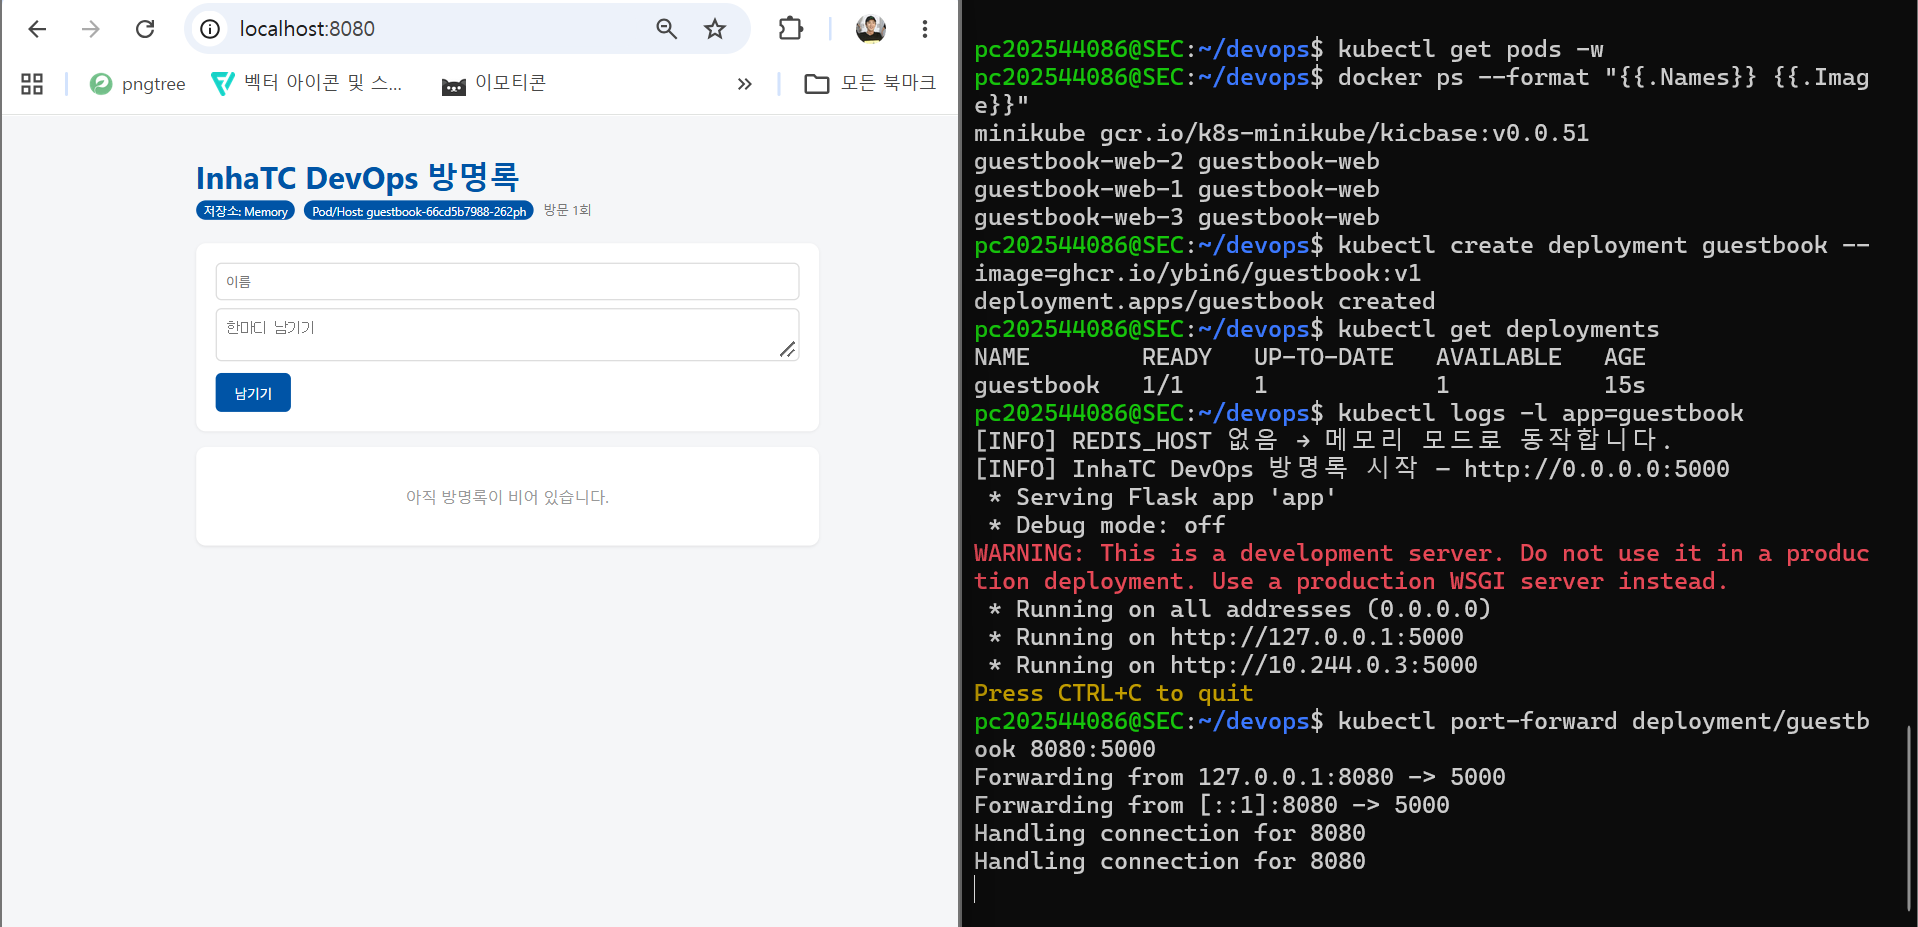 localhost:8080
pngtree
벡터 아이콘 및 스...
이모티콘
모든 북마크
InhaTC DevOps 방명록
저장소: Memory
Pod/Host: guestbook-66cd5b7988-262ph
방문 1회
이름
한마디 남기기
남기기
아직 방명록이 비어 있습니다.
pc202544086@SEC:~/devops$ kubectl get pods -w
pc202544086@SEC:~/devops$ docker ps --format "{{.Names}} {{.Imag
e}}"
minikube gcr.io/k8s-minikube/kicbase:v0.0.51
guestbook-web-2 guestbook-web
guestbook-web-1 guestbook-web
guestbook-web-3 guestbook-web
pc202544086@SEC:~/devops$ kubectl create deployment guestbook --
image=ghcr.io/ybin6/guestbook:v1
deployment.apps/guestbook created
pc202544086@SEC:~/devops$ kubectl get deployments
NAME        READY   UP-TO-DATE   AVAILABLE   AGE
guestbook   1/1     1            1           15s
pc202544086@SEC:~/devops$ kubectl logs -l app=guestbook
[INFO] REDIS_HOST 없음 → 메모리 모드로 동작합니다.
[INFO] InhaTC DevOps 방명록 시작 — http://0.0.0.0:5000
 * Serving Flask app 'app'
 * Debug mode: off
WARNING: This is a development server. Do not use it in a produc
tion deployment. Use a production WSGI server instead.
 * Running on all addresses (0.0.0.0)
 * Running on http://127.0.0.1:5000
 * Running on http://10.244.0.3:5000
Press CTRL+C to quit
pc202544086@SEC:~/devops$ kubectl port-forward deployment/guestb
ook 8080:5000
Forwarding from 127.0.0.1:8080 -> 5000
Forwarding from [::1]:8080 -> 5000
Handling connection for 8080
Handling connection for 8080